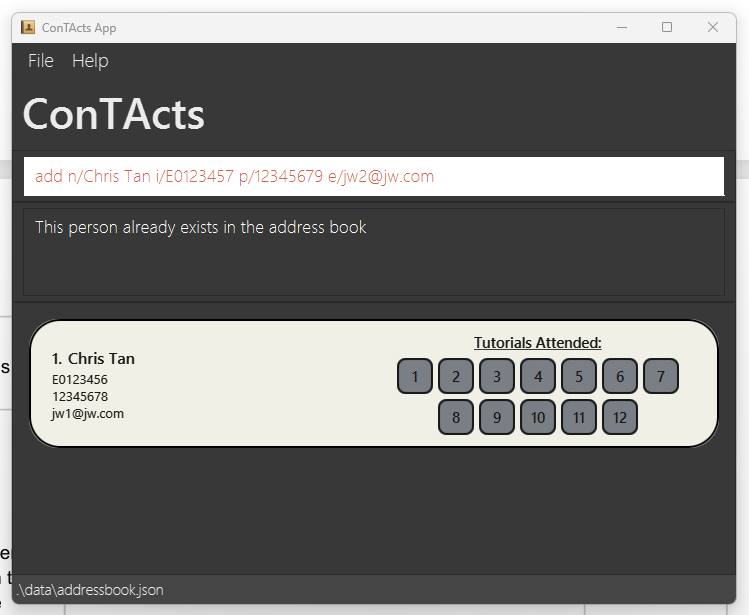 ConTActs App
File Help
ConTActs
add n/Chris Tan i/E0123457 p/12345679 e/jw2@jw.com
This person already exists in the address book
1. Chris Tan
E0123456
12345678
jw1@jw.com
Tutorials Attended:
1 2 3 4 5 6 7
8 9 10 11 12
.\data\addressbook.json